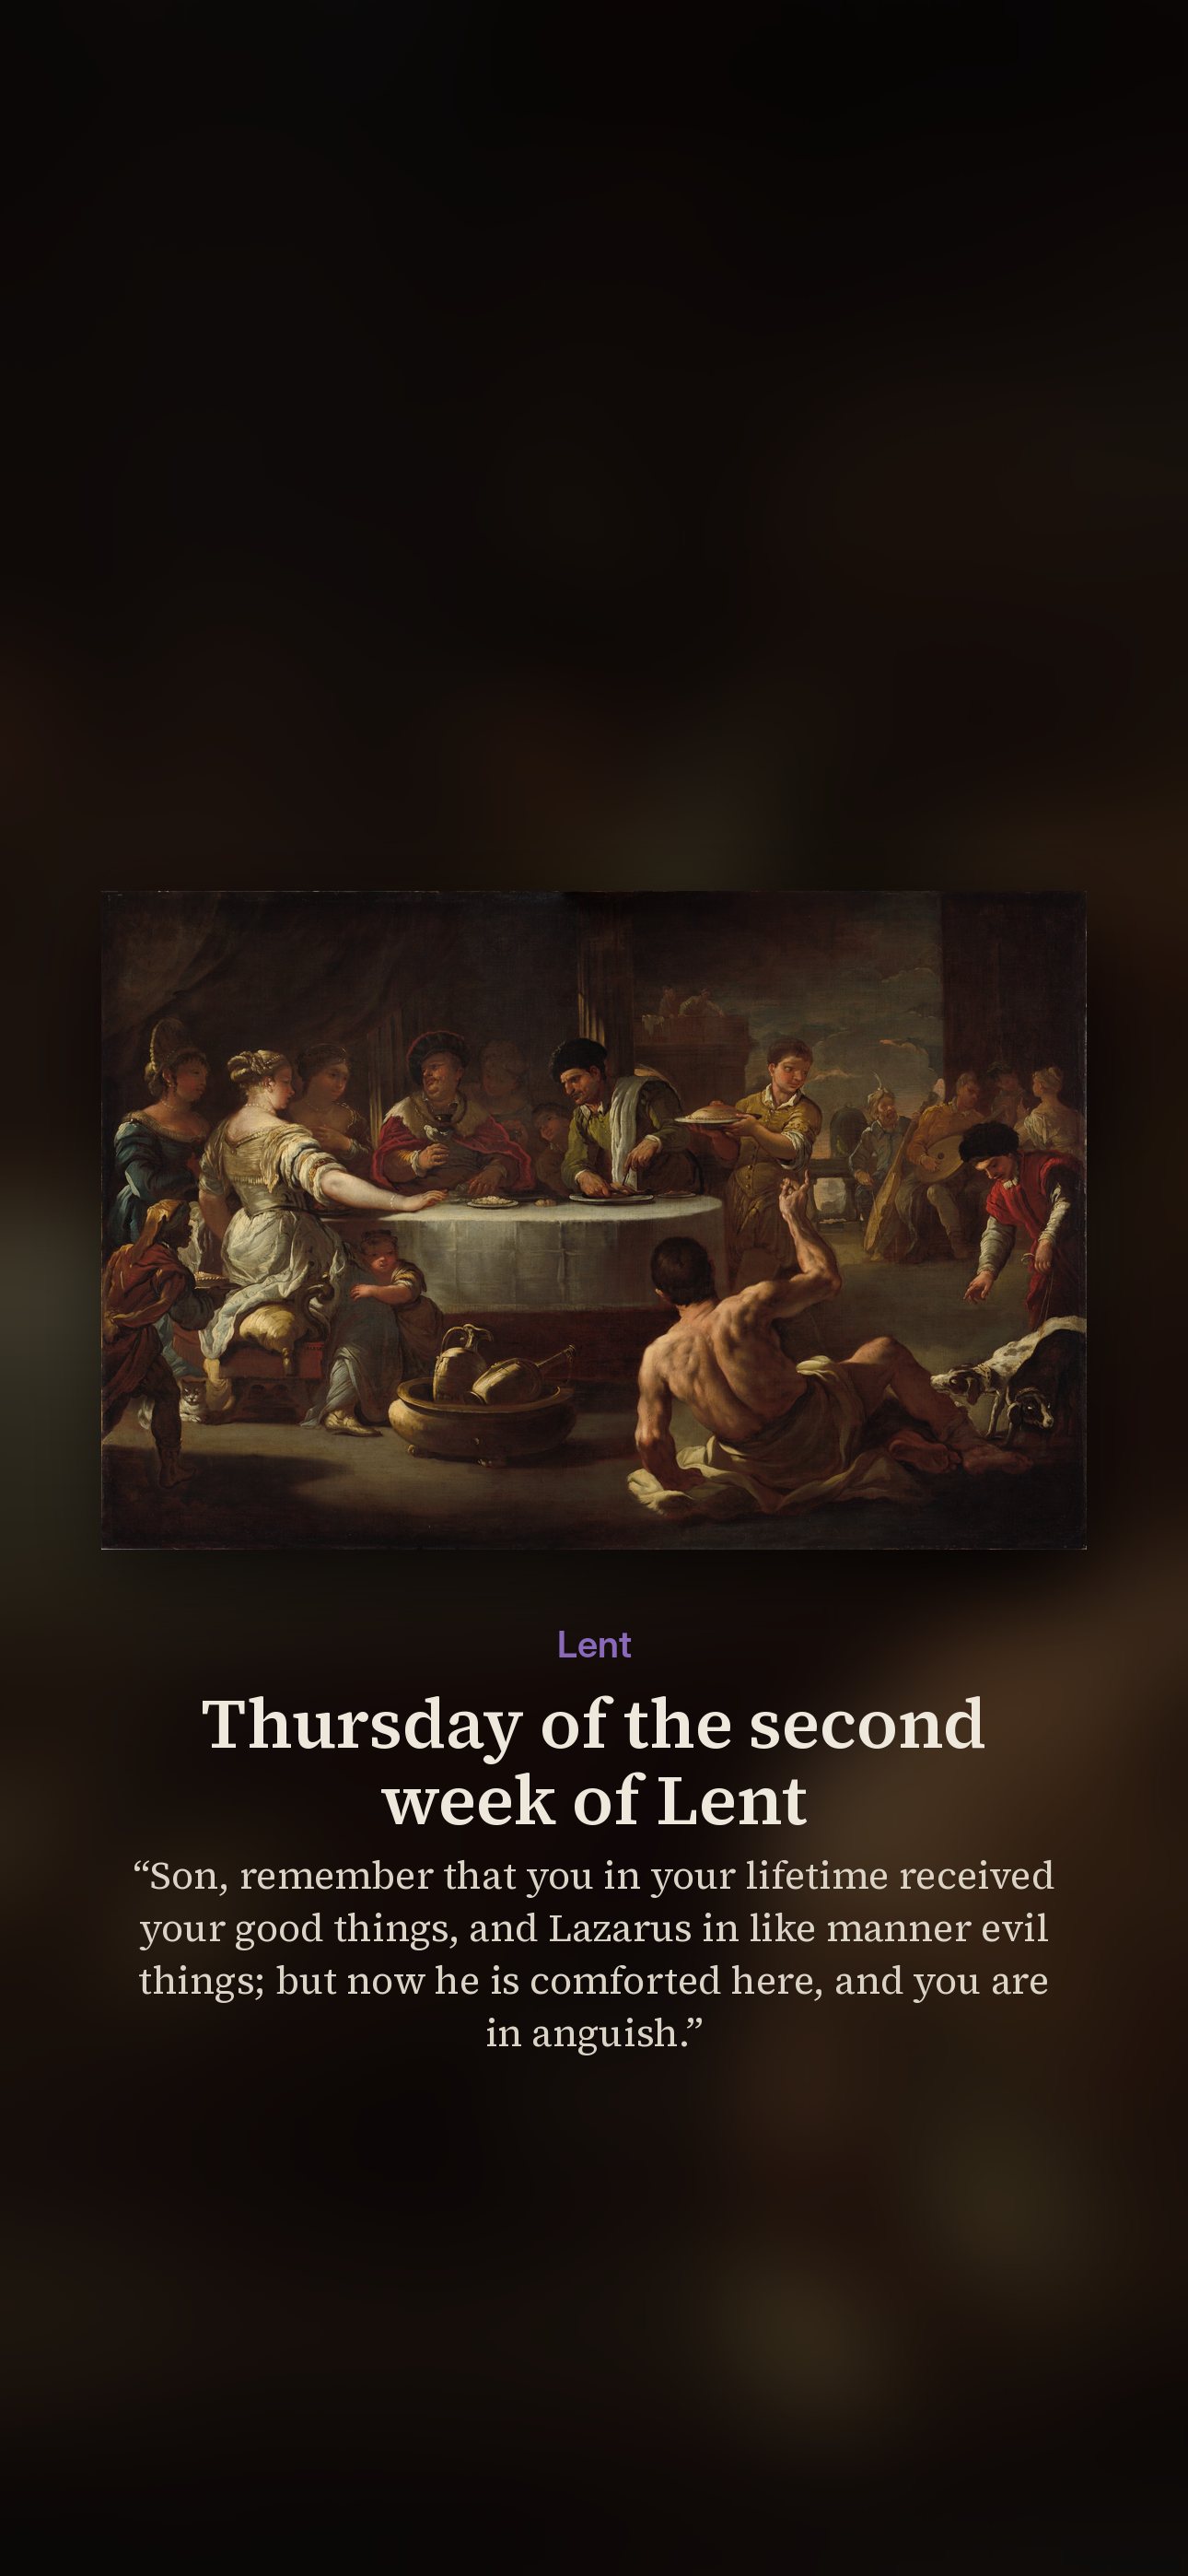 Lent
Thursday of the second
week of Lent
“Son, remember that you in your lifetime received
your good things, and Lazarus in like manner evil
things; but now he is comforted here, and you are
in anguish.”